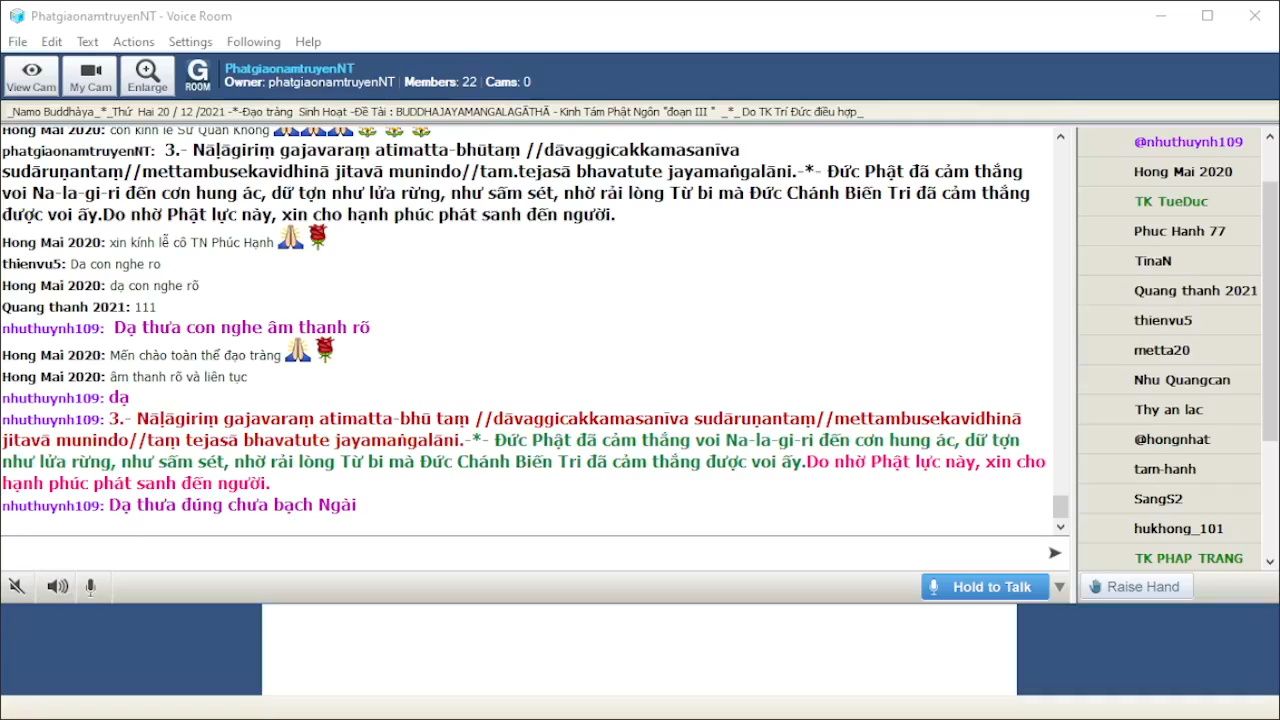 PhatgiaonamtruyenNT - Voice Room
File Edit Text Actions Settings Following Help
View Cam My Cam Enlarge G ROOM
PhatgiaonamtruyenNT
Owner: phatgiaonamtruyenNT Members: 22 Cams: 0
_Namo Buddhàya_*_Thứ Hai 20 / 12 /2021 -*-Đạo tràng Sinh Hoạt -Đề Tài : BUDDHAJAYAMANGALAGĀTHĀ - Kinh Tám Phật Ngôn "đoạn III " _*_ Do TK Trí Đức điều hợp_
Hong Mai 2020: con kính lễ Sư Quán Không
phatgiaonamtruyenNT: 3.- Nāḷāgiriṃ gajavaraṃ atimatta-bhūtaṃ //dāvaggicakkamasanīva
sudāruṇantaṃ//mettambusekavidhinā jitavā munindo//tam.tejasā bhavatute jayamaṅgalāni.-*- Đức Phật đã cảm thắng
voi Na-la-gi-ri đến cơn hung ác, dữ tợn như lửa rừng, như sấm sét, nhờ rải lòng Từ bi mà Đức Chánh Biến Tri đã cảm thắng
được voi ấy.Do nhờ Phật lực này, xin cho hạnh phúc phát sanh đến người.
Hong Mai 2020: xin kính lễ cô TN Phúc Hạnh
thienvu5: Da con nghe ro
Hong Mai 2020: dạ con nghe rõ
Quang thanh 2021: 111
nhuthuynh109: Dạ thưa con nghe âm thanh rõ
Hong Mai 2020: Mến chào toàn thể đạo tràng
Hong Mai 2020: âm thanh rõ và liên tục
nhuthuynh109: dạ
nhuthuynh109: 3.- Nāḷāgiriṃ gajavaraṃ atimatta-bhū taṃ //dāvaggicakkamasanīva sudāruṇantaṃ//mettambusekavidhinā
jitavā munindo//taṃ tejasā bhavatute jayamaṅgalāni.-*- Đức Phật đã cảm thắng voi Na-la-gi-ri đến cơn hung ác, dữ tợn
như lửa rừng, như sấm sét, nhờ rải lòng Từ bi mà Đức Chánh Biến Tri đã cảm thắng được voi ấy.Do nhờ Phật lực này, xin cho
hạnh phúc phát sanh đến người.
nhuthuynh109: Dạ thưa đúng chưa bạch Ngài
@nhuthuynh109
Hong Mai 2020
TK TueDuc
Phuc Hanh 77
TinaN
Quang thanh 2021
thienvu5
metta20
Nhu Quangcan
Thy an lac
@hongnhat
tam-hanh
SangS2
hukhong_101
TK PHAP TRANG
Hold to Talk
Raise Hand